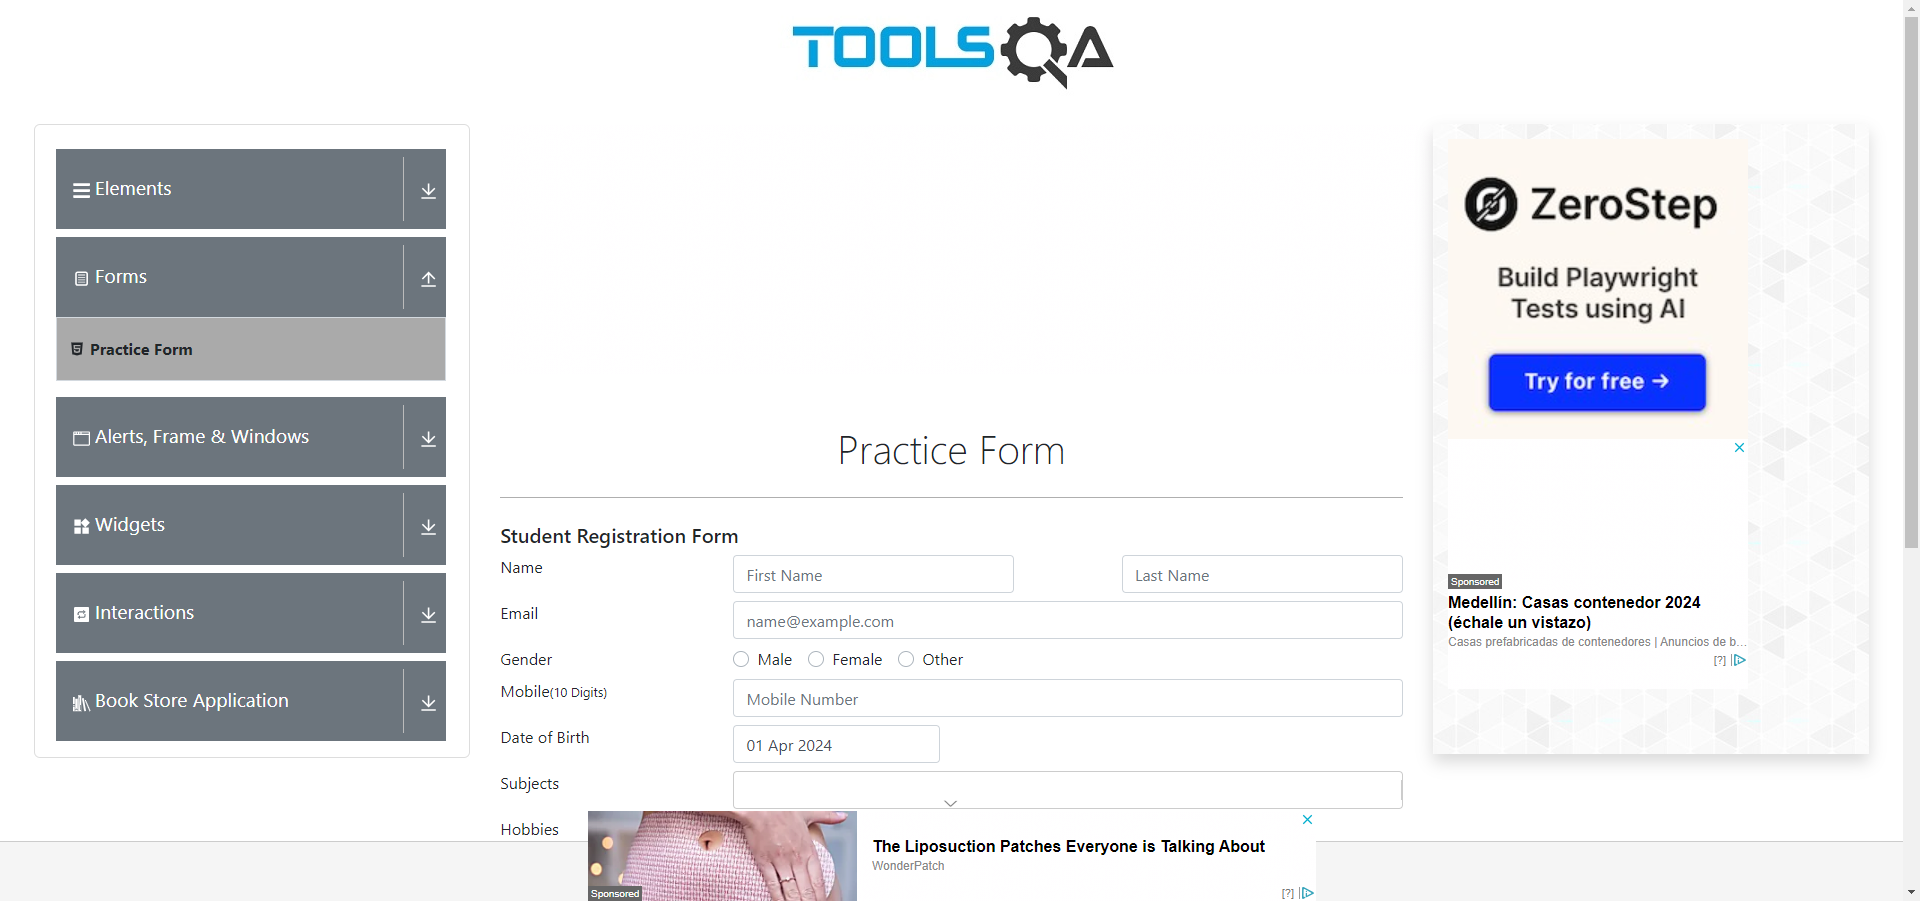 TOOLSQA
Elements
Forms
Practice Form
Alerts, Frame & Windows
Widgets
Interactions
Book Store Application
Practice Form
Student Registration Form
Name
First Name
Last Name
Email
name@example.com
Gender
Male
Female
Other
Mobile(10 Digits)
Mobile Number
Date of Birth
01 Apr 2024
Subjects
Hobbies
ZeroStep
Build Playwright
Tests using AI
Try for free →
Sponsored
Medellín: Casas contenedor 2024
(échale un vistazo)
Casas prefabricadas de contenedores | Anuncios de b...
[?]
The Liposuction Patches Everyone is Talking About
WonderPatch
Sponsored
[?]